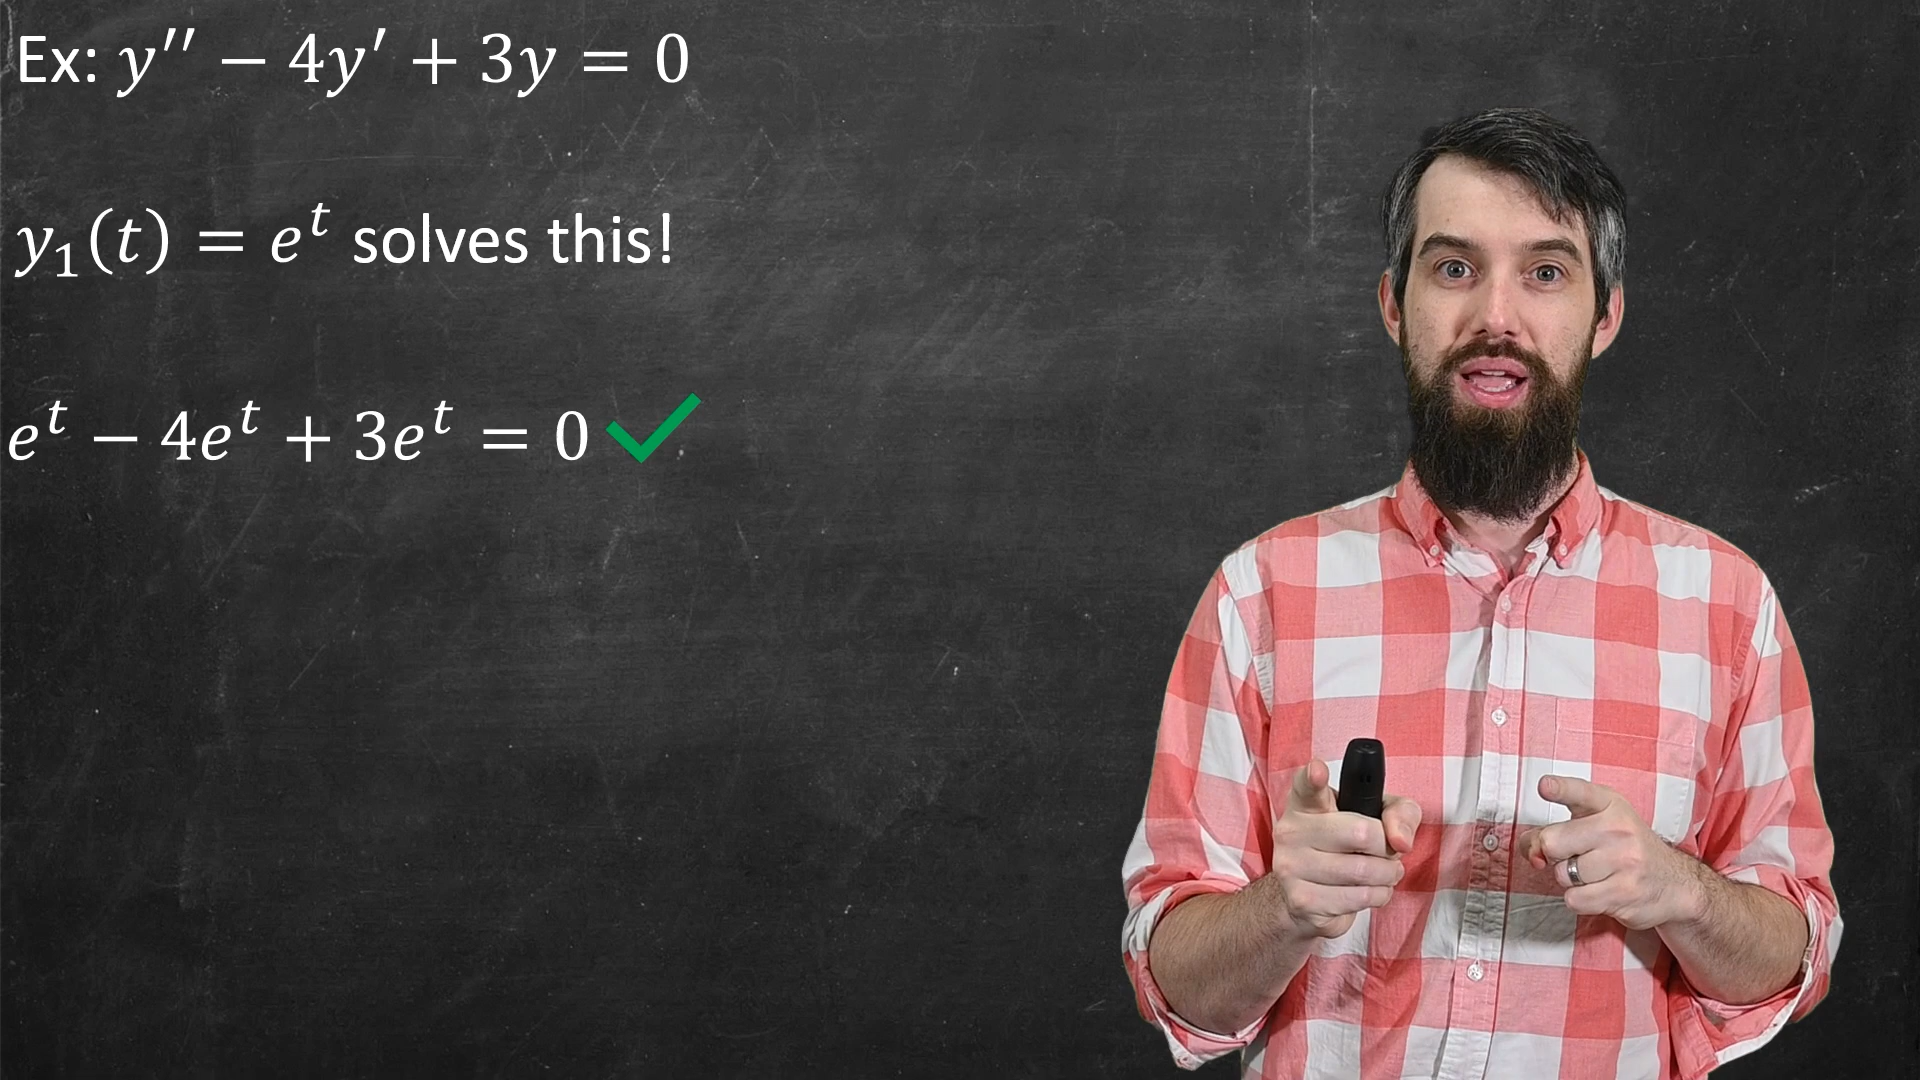 Ex: y′′ − 4y′ + 3y = 0
y₁(t) = eᵗ solves this!
eᵗ − 4eᵗ + 3eᵗ = 0 ✓